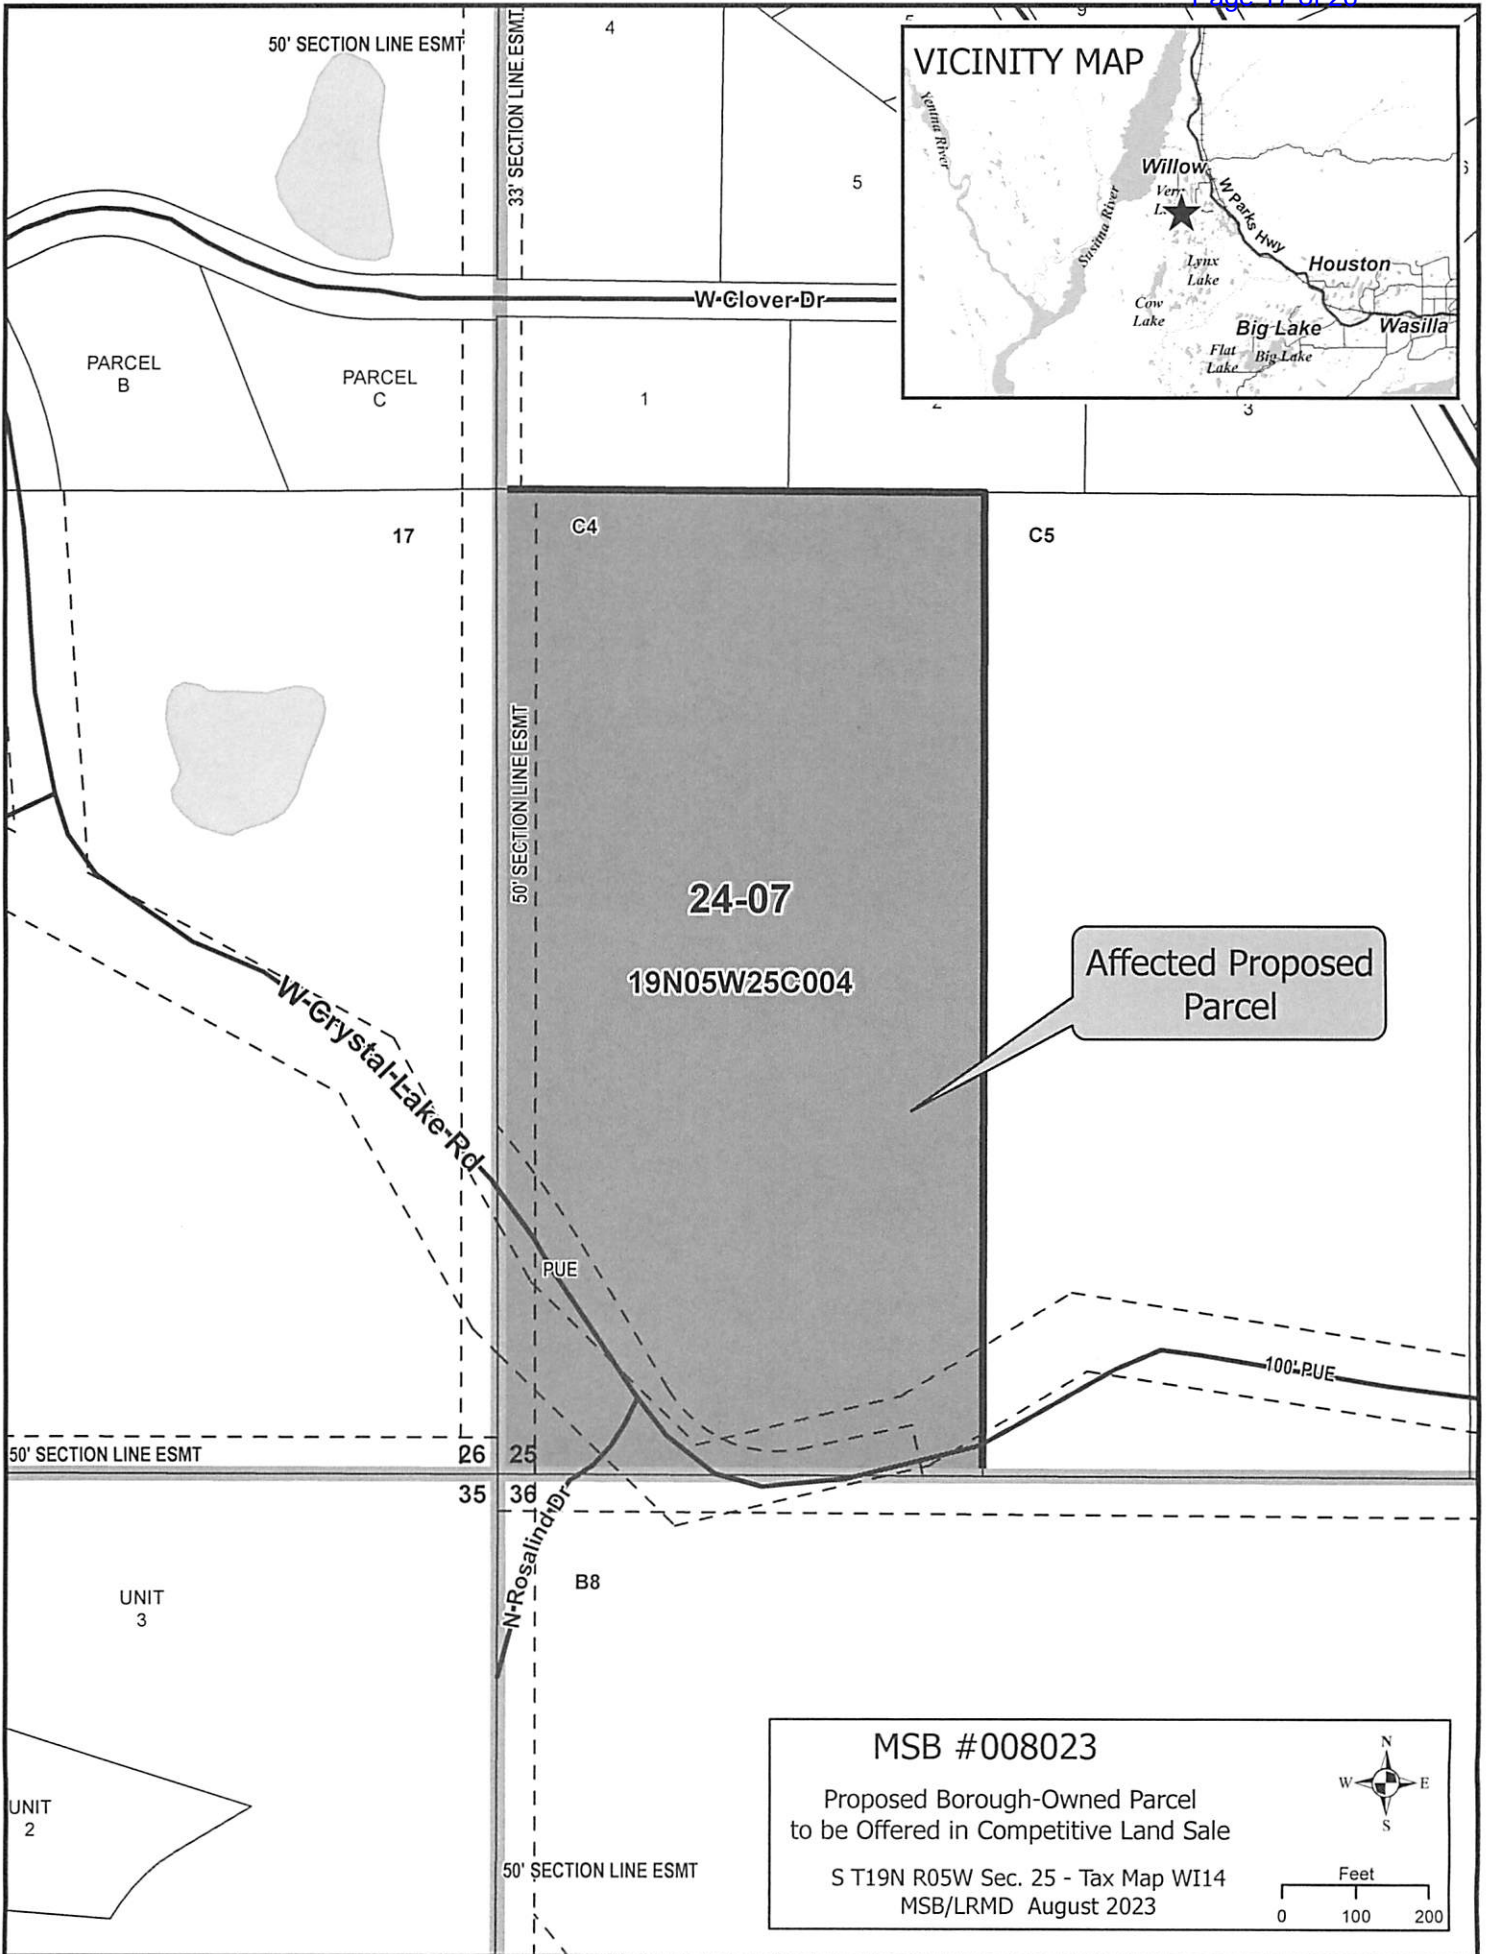 Page 17 of 20
50' SECTION LINE ESMT
33' SECTION LINE ESMT
4
5
9
VICINITY MAP
Yentna River
Willow
W Parks Hwy
Susitna River
Lynx
Lake
Houston
Cow
Lake
Big Lake
Wasilla
Flat
Lake
Big Lake
W Clover Dr
PARCEL
B
PARCEL
C
1
2
3
17
C4
C5
50' SECTION LINE ESMT
24-07
19N05W25C004
Affected Proposed
Parcel
W Crystal Lake Rd
PUE
100' PUE
50' SECTION LINE ESMT
26
25
35
36
N Rosalind Dr
B8
UNIT
3
UNIT
2
50' SECTION LINE ESMT
MSB #008023
Proposed Borough-Owned Parcel
to be Offered in Competitive Land Sale
S T19N R05W Sec. 25 - Tax Map WI14
MSB/LRMD August 2023
N
W
E
S
Feet
0 100 200